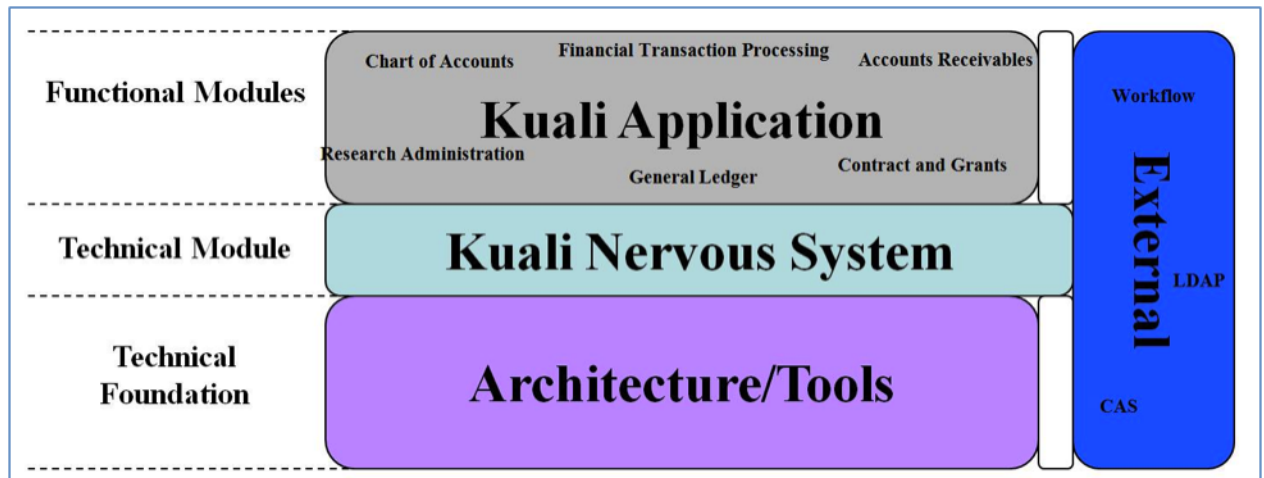 Functional Modules
Chart of Accounts
Financial Transaction Processing
Accounts Receivables
Kuali Application
Research Administration
General Ledger
Contract and Grants
Technical Module
Kuali Nervous System
Technical
Foundation
Architecture/Tools
Workflow
External
LDAP
CAS